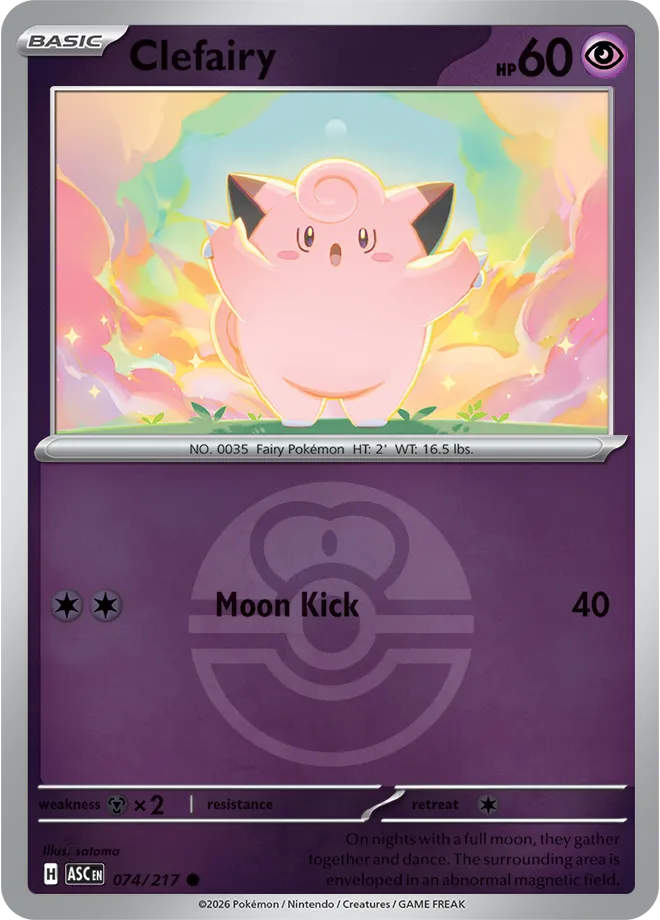 BASIC
Clefairy
HP60
NO. 0035 Fairy Pokémon HT: 2' WT: 16.5 lbs.
Moon Kick 40
weakness ×2 resistance retreat
Illus. satoma
On nights with a full moon, they gather
together and dance. The surrounding area is
enveloped in an abnormal magnetic field.
H ASC EN 074/217
©2026 Pokémon / Nintendo / Creatures / GAME FREAK